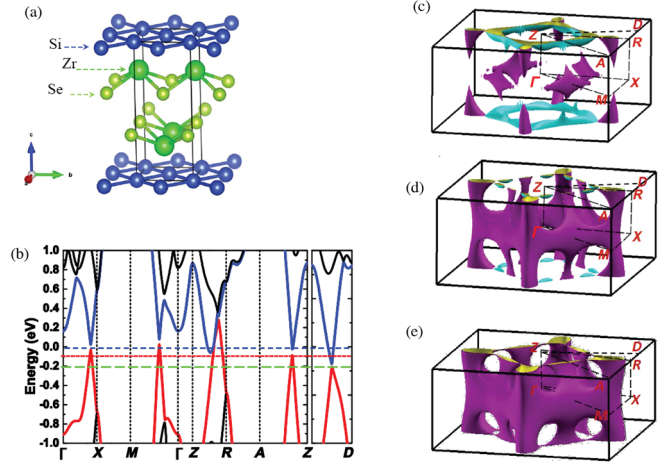 (a)
Si
Zr
Se
c
b
(b)
Energy (eV)
1.0
0.8
0.6
0.4
0.2
0.0
-0.2
-0.4
-0.6
-0.8
-1.0
Γ X M Γ Z R A Z D
(c)
Z D
R
A
Γ X
M
(d)
Z D
R
A
Γ X
M
(e)
Z D
R
A
Γ X
M